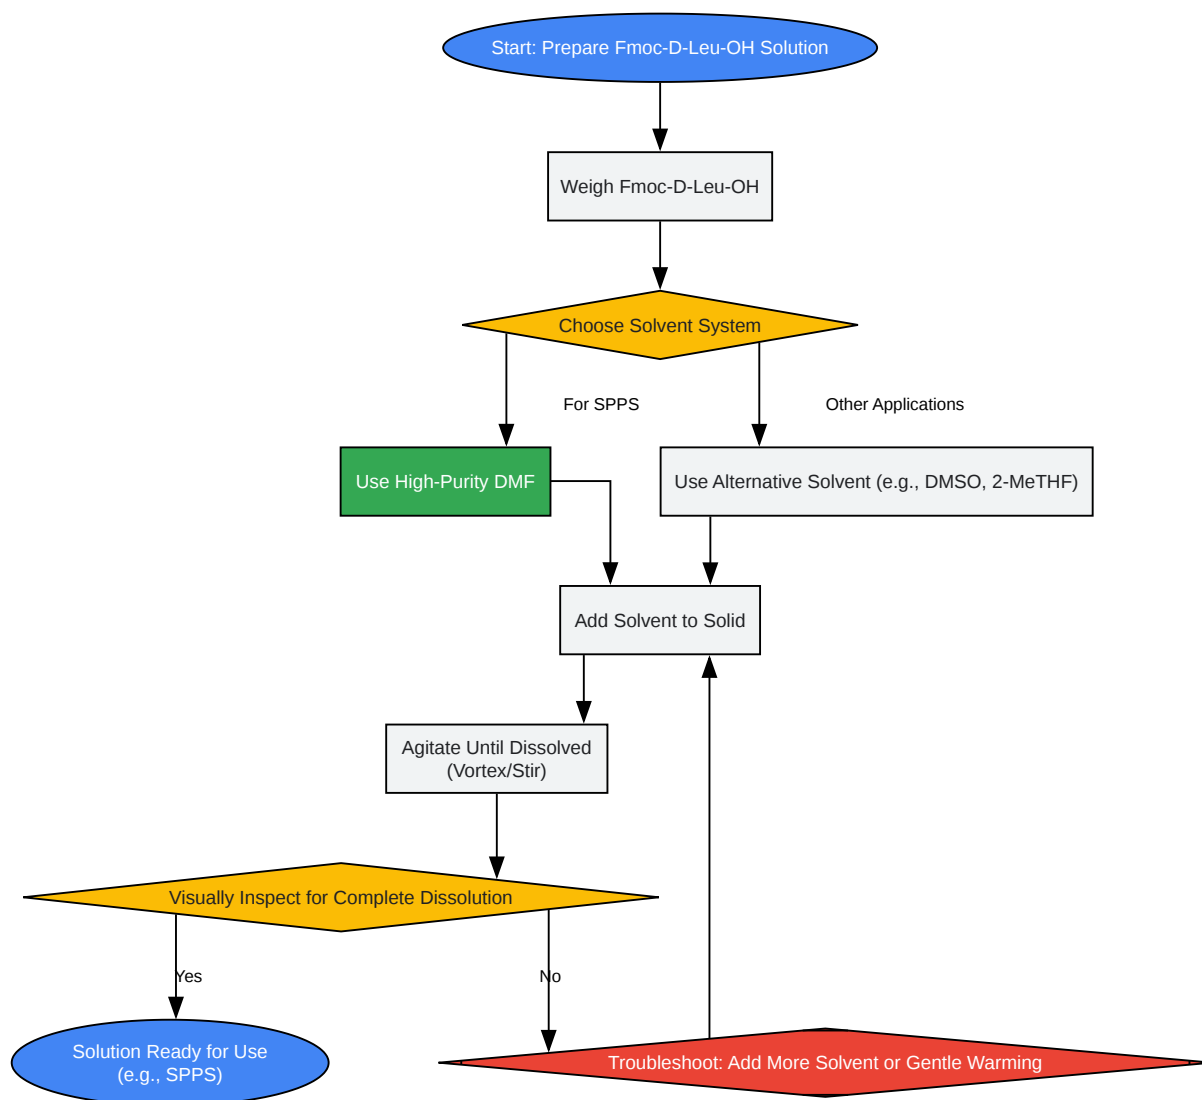 Start: Prepare Fmoc-D-Leu-OH Solution
Weigh Fmoc-D-Leu-OH
Choose Solvent System
For SPPS
Other Applications
Use High-Purity DMF
Use Alternative Solvent (e.g., DMSO, 2-MeTHF)
Add Solvent to Solid
Agitate Until Dissolved
(Vortex/Stir)
Visually Inspect for Complete Dissolution
Yes
No
Solution Ready for Use
(e.g., SPPS)
Troubleshoot: Add More Solvent or Gentle Warming